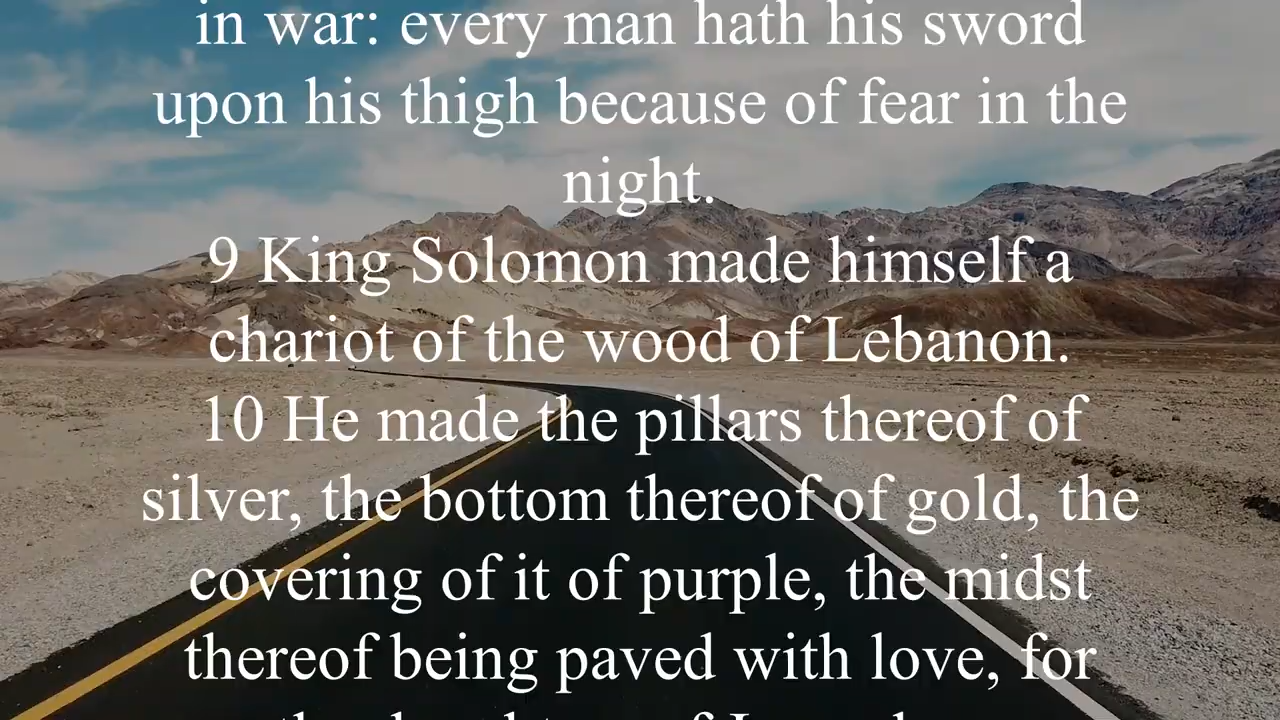 in war: every man hath his sword
upon his thigh because of fear in the
night.
9 King Solomon made himself a
chariot of the wood of Lebanon.
10 He made the pillars thereof of
silver, the bottom thereof of gold, the
covering of it of purple, the midst
thereof being paved with love, for